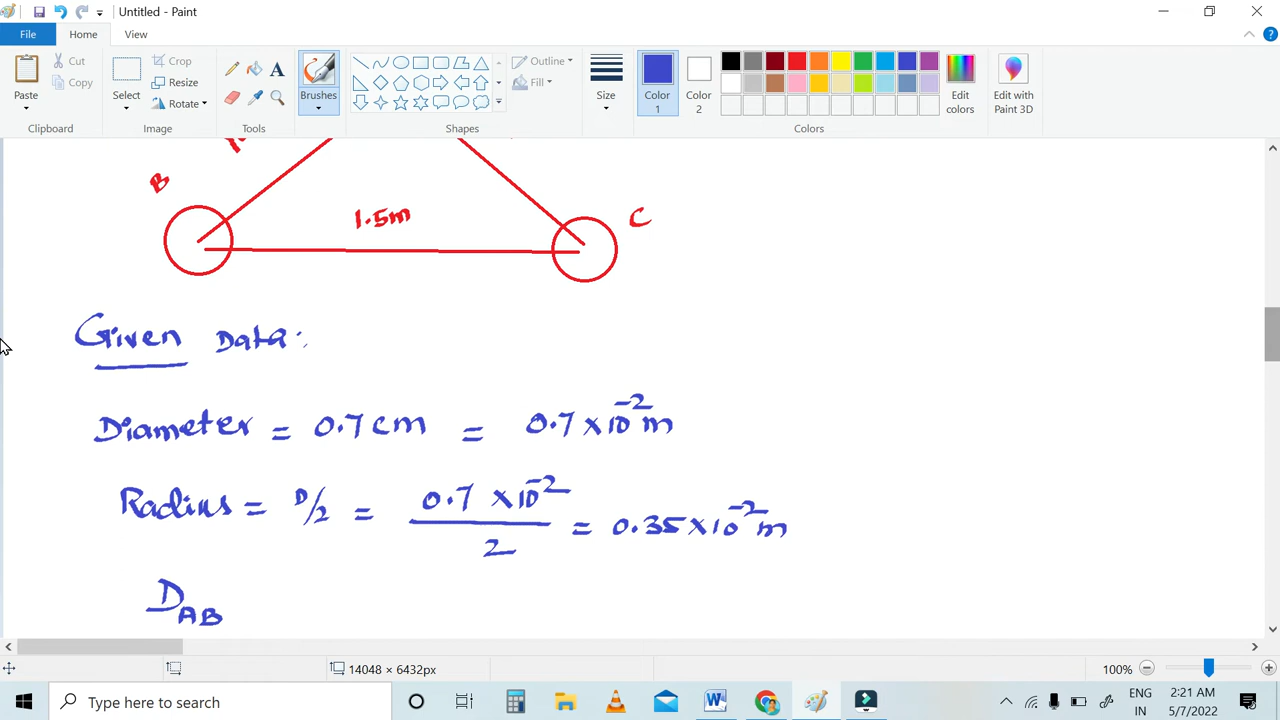 Untitled - Paint
File Home View
Paste
Cut
Copy
Clipboard
Select
Crop
Resize
Rotate
Image
Tools
Brushes
Outline
Fill
Shapes
Size
Color 1
Color 2
Edit colors
Edit with Paint 3D
Colors
B
1.5m
C
Given Data:
Diameter = 0.7 cm = 0.7 × 10⁻² m
Radius = D/2 = 0.7 × 10⁻² / 2 = 0.35 × 10⁻² m
D_AB
14048 × 6432px
100%
Type here to search
ENG
IN
2:21 AM
5/7/2022